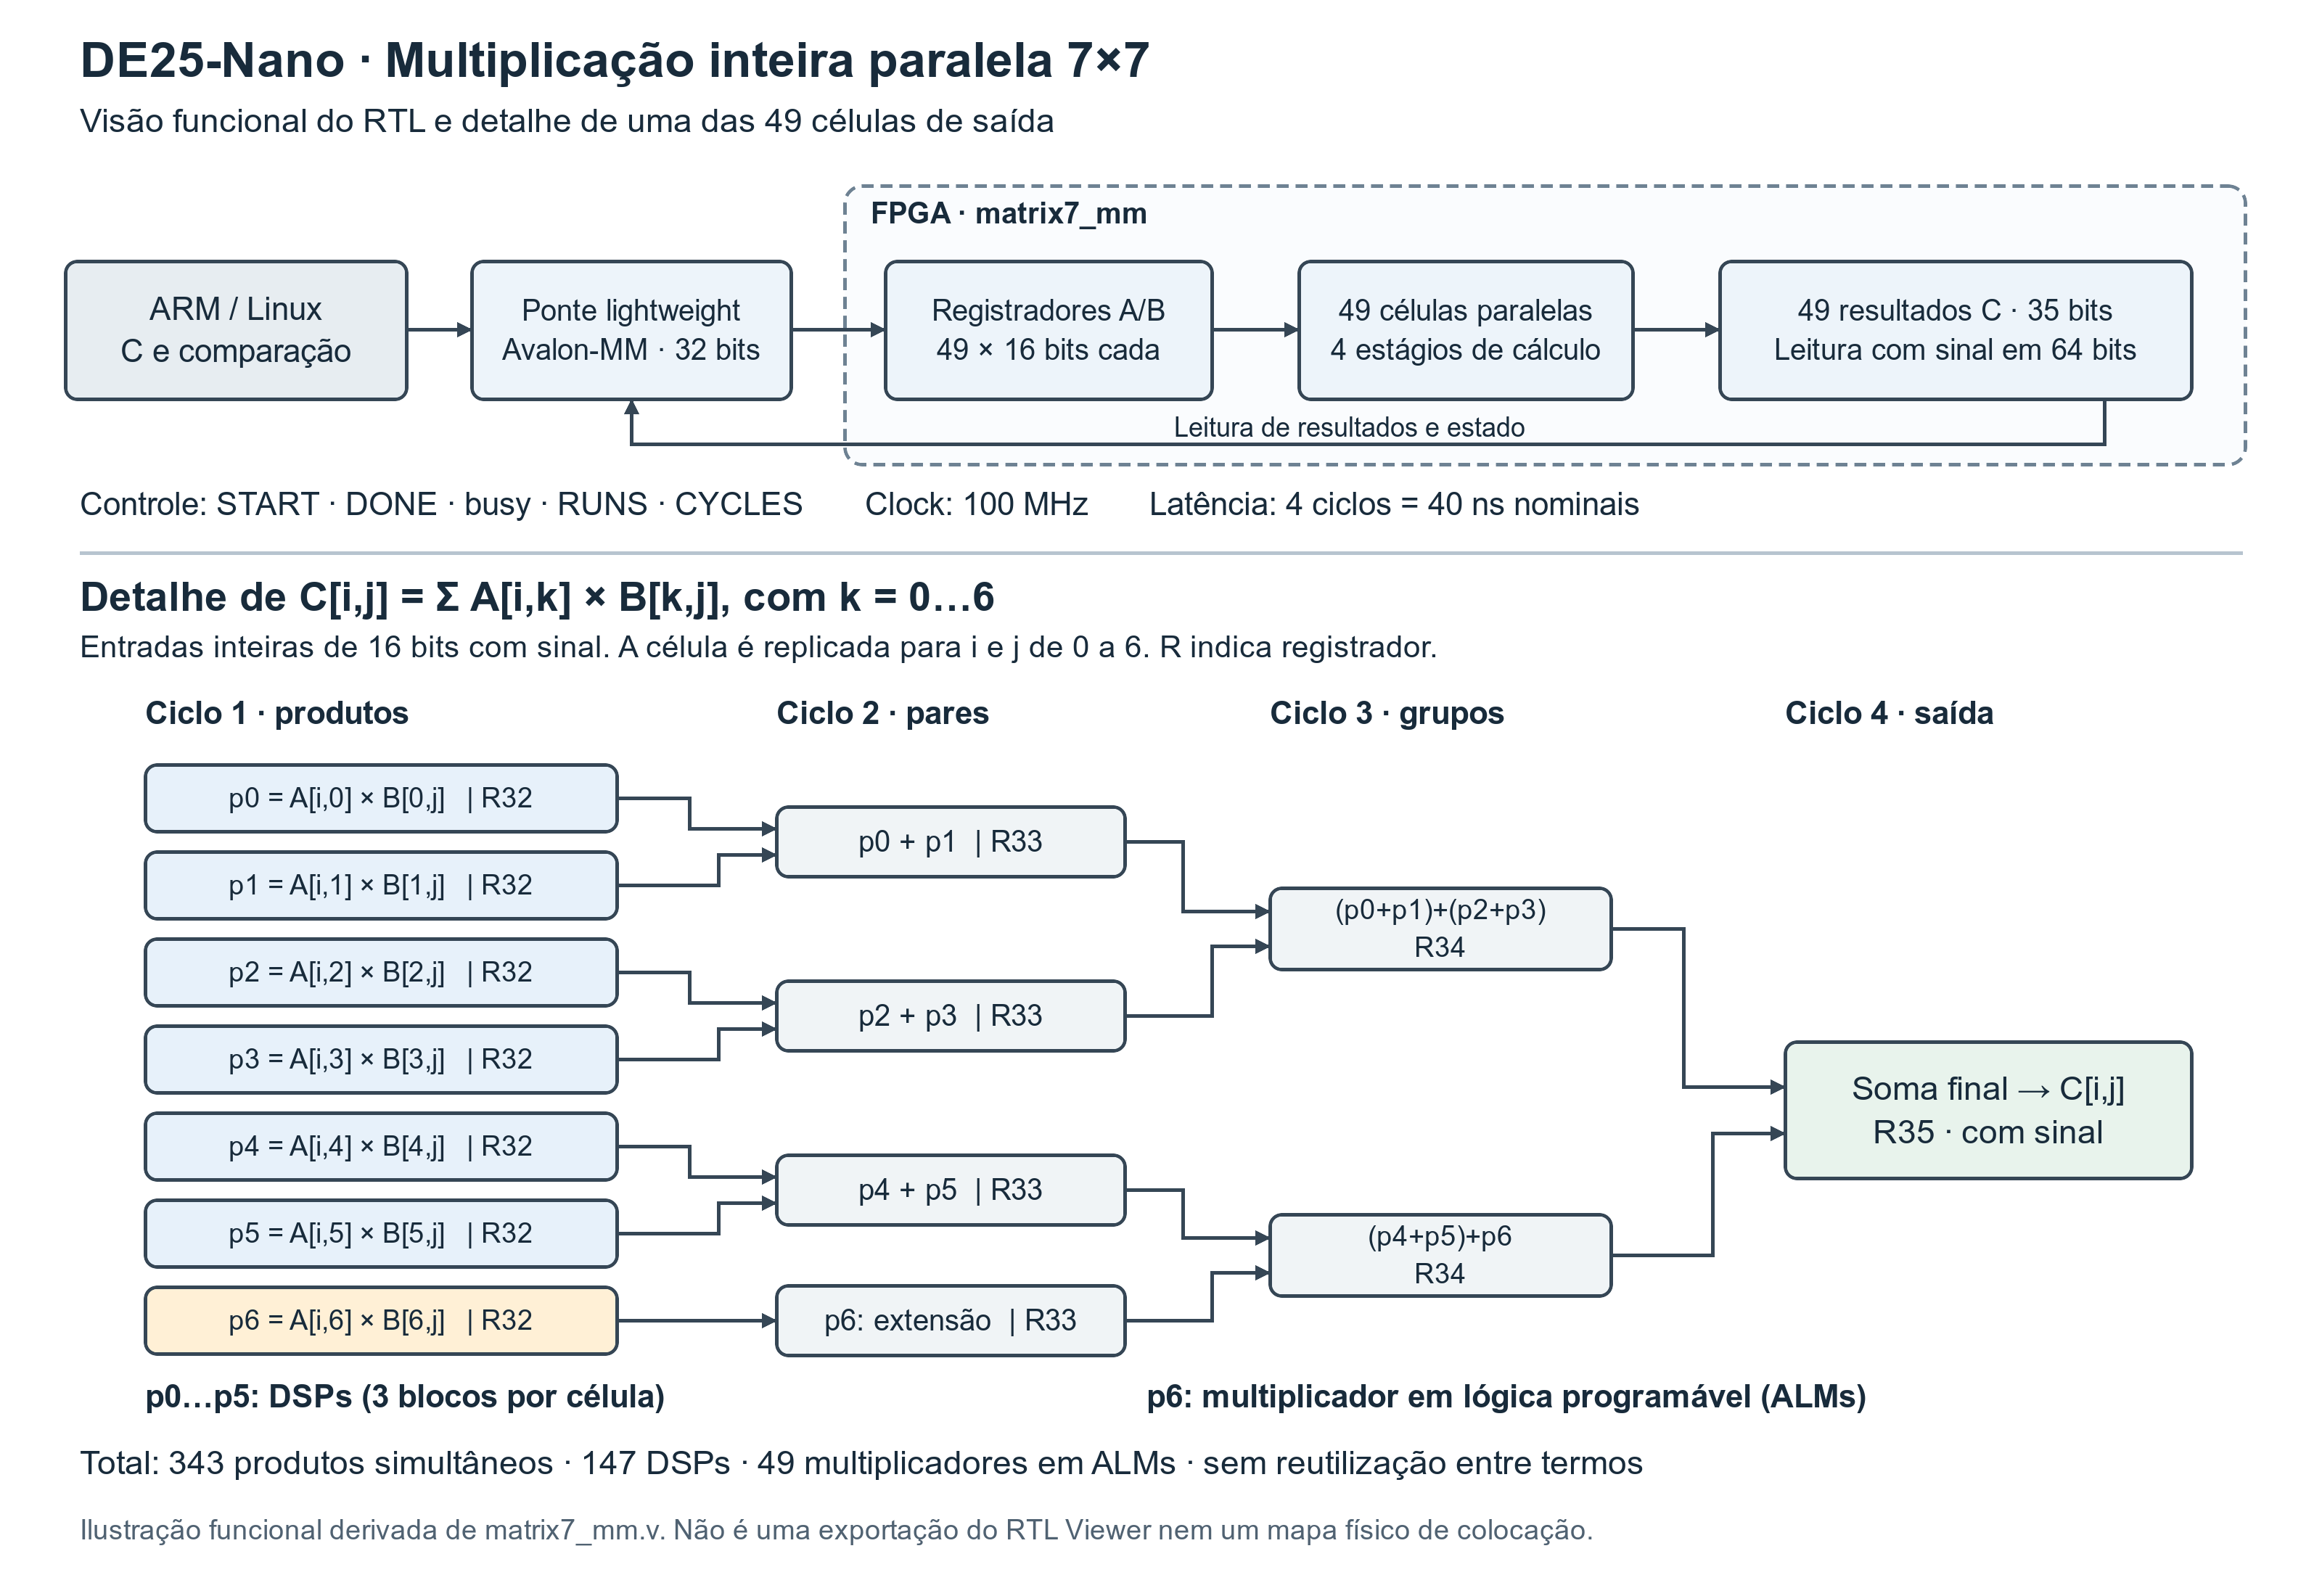 DE25-Nano · Multiplicação inteira paralela 7×7
Visão funcional do RTL e detalhe de uma das 49 células de saída
FPGA · matrix7_mm
ARM / Linux
C e comparação
Ponte lightweight
Avalon-MM · 32 bits
Registradores A/B
49 × 16 bits cada
49 células paralelas
4 estágios de cálculo
49 resultados C · 35 bits
Leitura com sinal em 64 bits
Leitura de resultados e estado
Controle: START · DONE · busy · RUNS · CYCLES Clock: 100 MHz Latência: 4 ciclos = 40 ns nominais
Detalhe de C[i,j] = Σ A[i,k] × B[k,j], com k = 0…6
Entradas inteiras de 16 bits com sinal. A célula é replicada para i e j de 0 a 6. R indica registrador.
Ciclo 1 · produtos
Ciclo 2 · pares
Ciclo 3 · grupos
Ciclo 4 · saída
p0 = A[i,0] × B[0,j] | R32
p1 = A[i,1] × B[1,j] | R32
p2 = A[i,2] × B[2,j] | R32
p3 = A[i,3] × B[3,j] | R32
p4 = A[i,4] × B[4,j] | R32
p5 = A[i,5] × B[5,j] | R32
p6 = A[i,6] × B[6,j] | R32
p0 + p1 | R33
p2 + p3 | R33
p4 + p5 | R33
p6: extensão | R33
(p0+p1)+(p2+p3)
R34
(p4+p5)+p6
R34
Soma final → C[i,j]
R35 · com sinal
p0…p5: DSPs (3 blocos por célula)
p6: multiplicador em lógica programável (ALMs)
Total: 343 produtos simultâneos · 147 DSPs · 49 multiplicadores em ALMs · sem reutilização entre termos
Ilustração funcional derivada de matrix7_mm.v. Não é uma exportação do RTL Viewer nem um mapa físico de colocação.